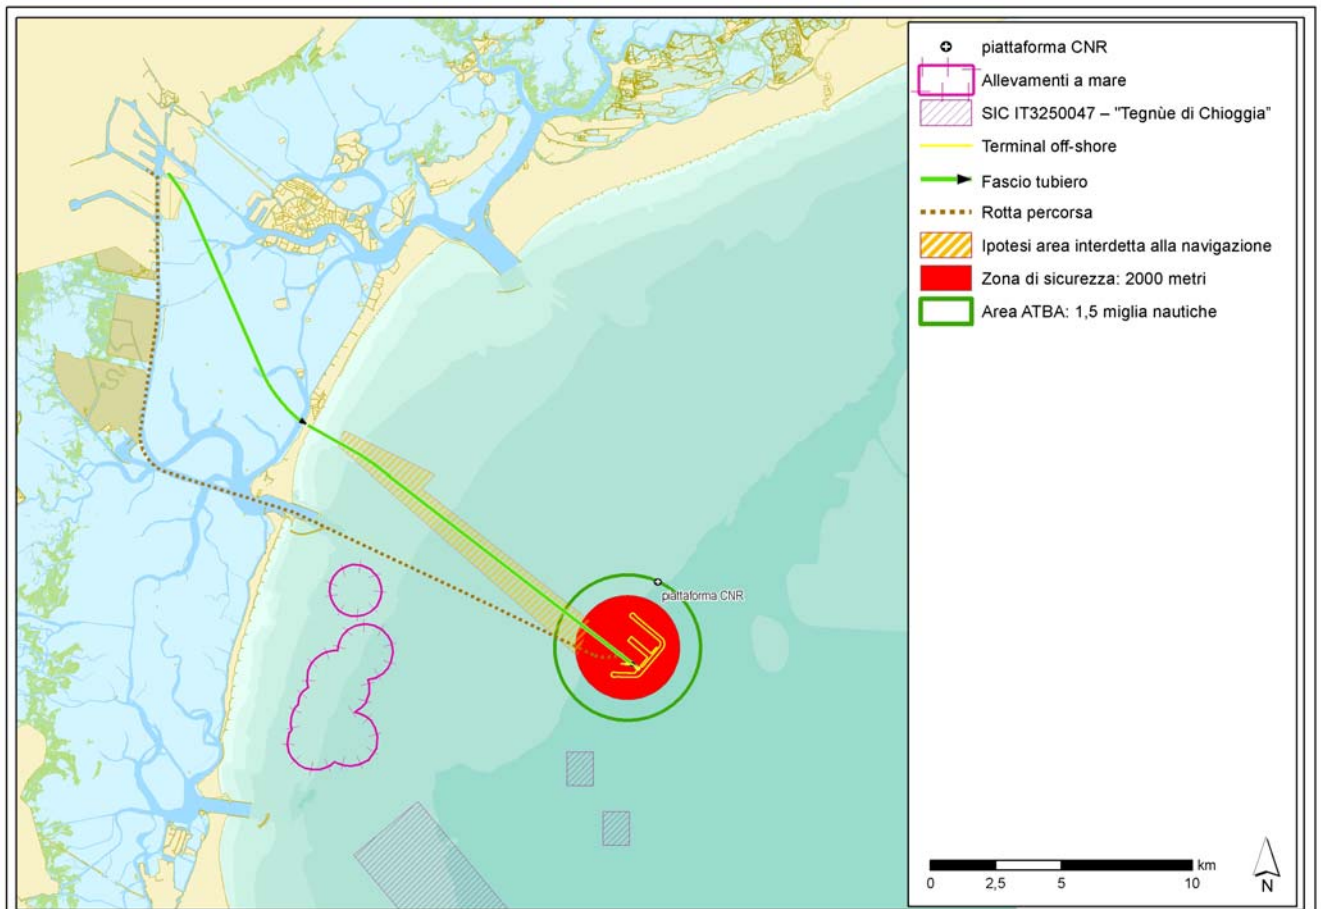 piattaforma CNR
Allevamenti a mare
SIC IT3250047 – "Tegnùe di Chioggia"
Terminal off-shore
Fascio tubiero
Rotta percorsa
Ipotesi area interdetta alla navigazione
Zona di sicurezza: 2000 metri
Area ATBA: 1,5 miglia nautiche
piattaforma CNR
km
0 2,5 5 10
N